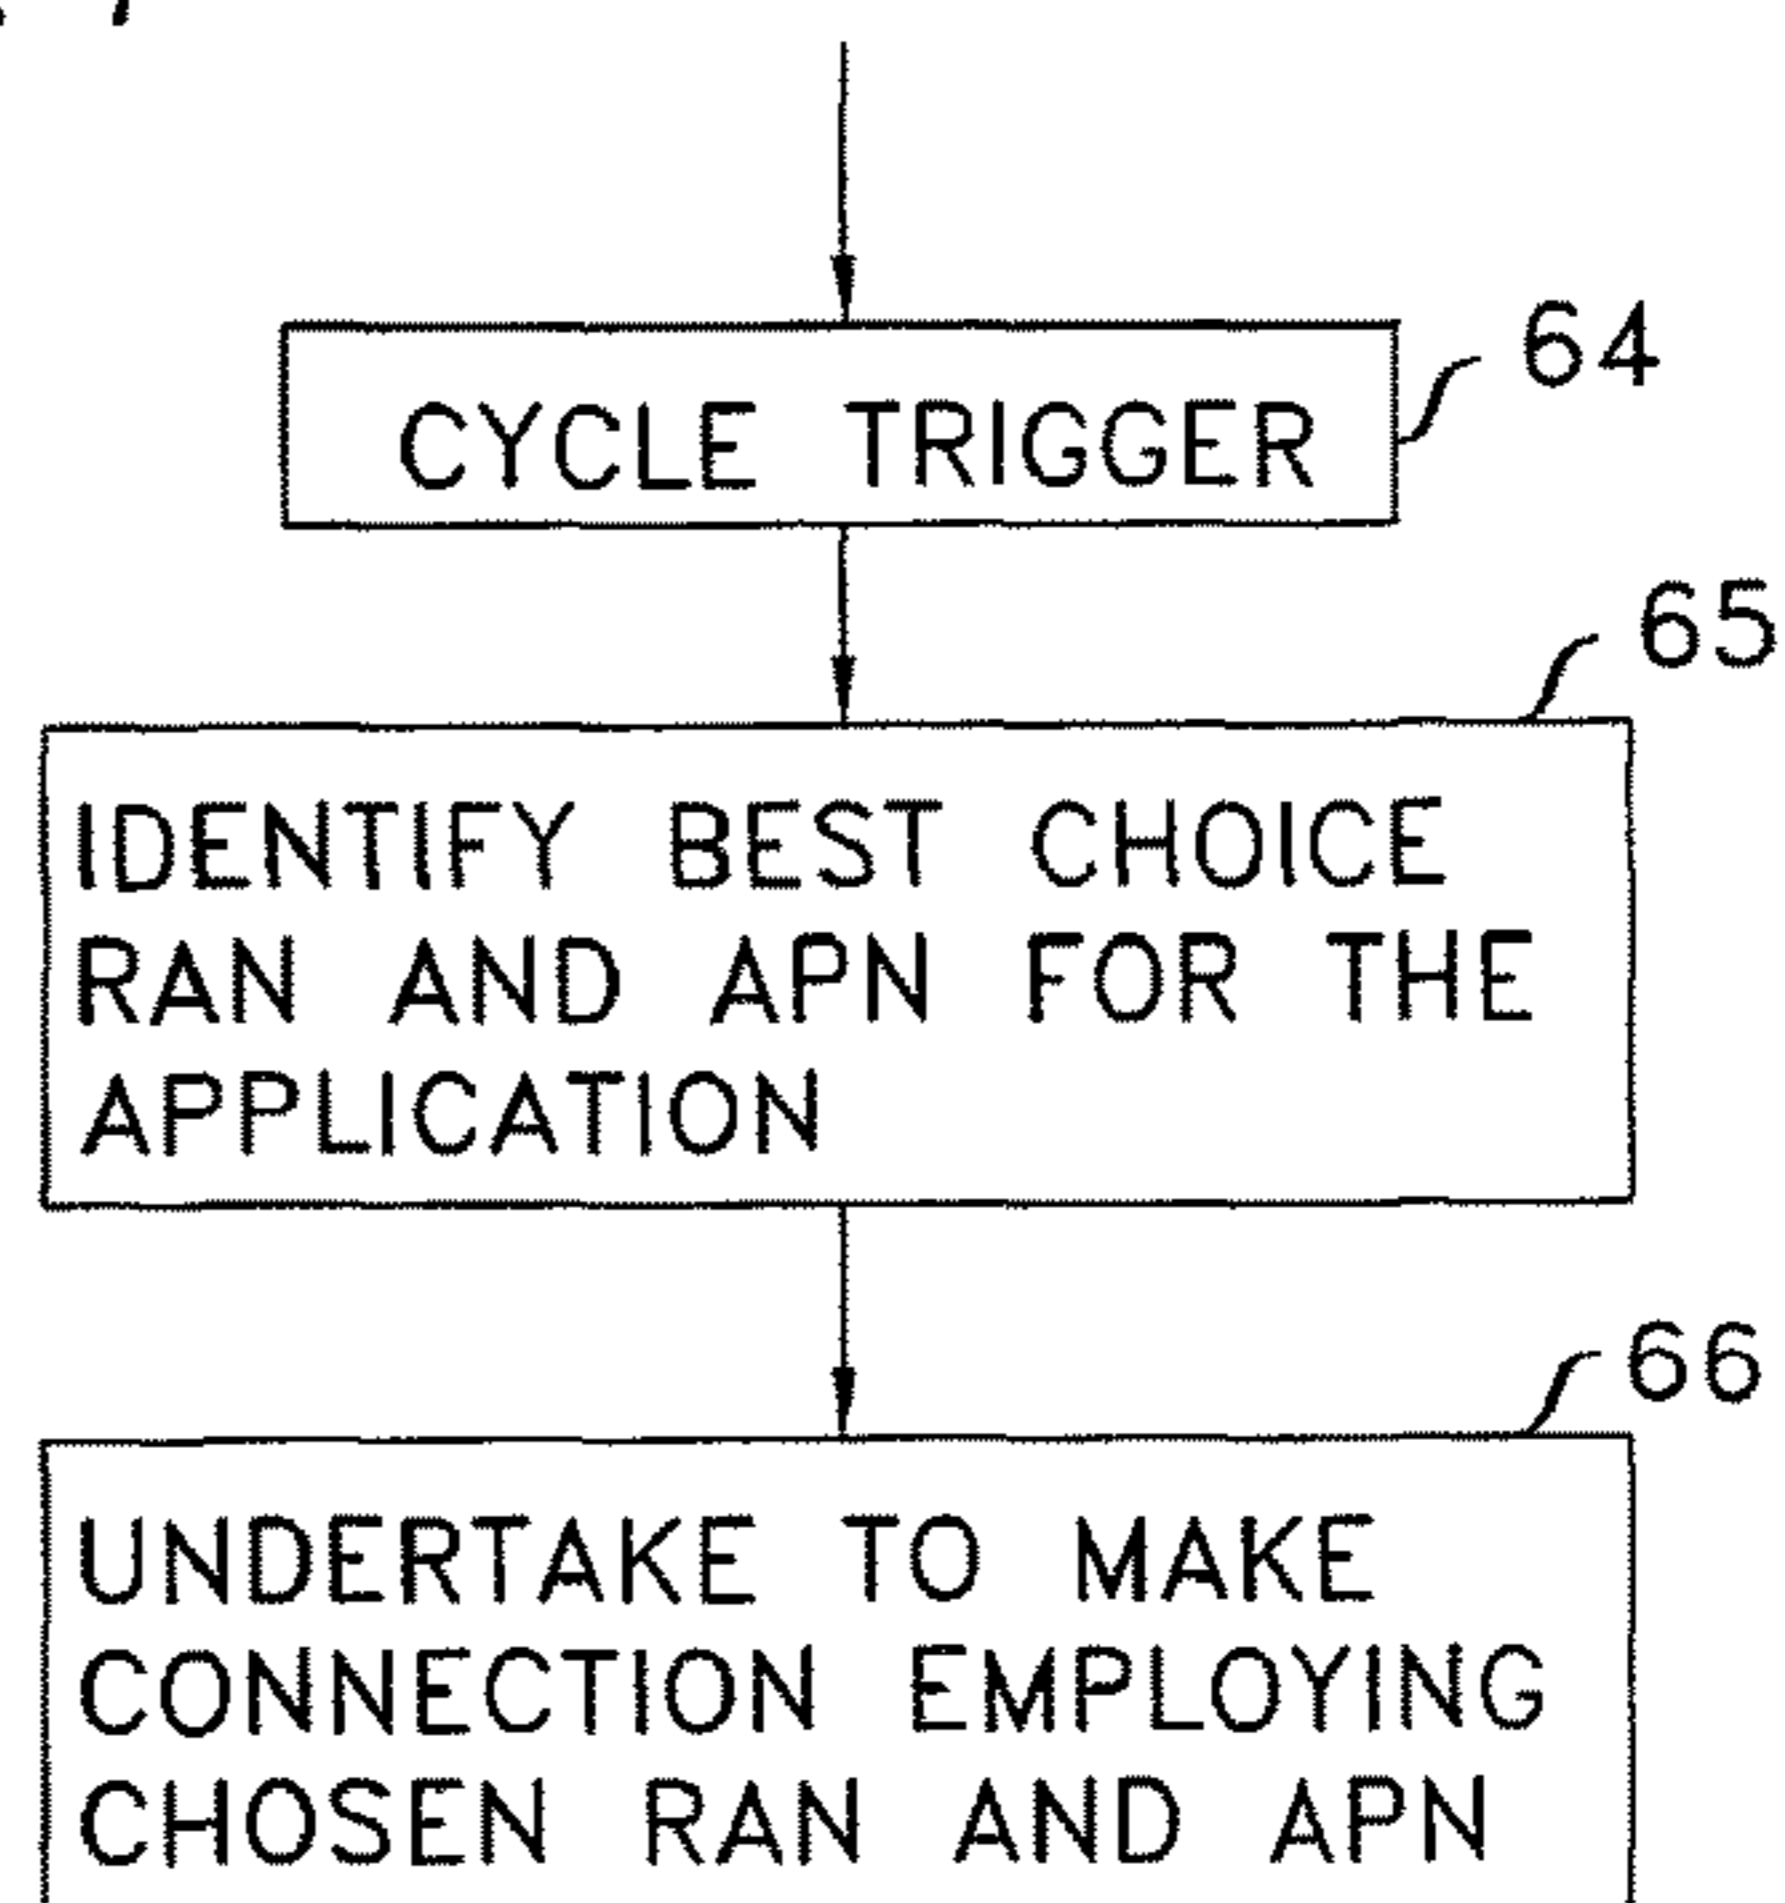 64
CYCLE TRIGGER
65
IDENTIFY BEST CHOICE
RAN AND APN FOR THE
APPLICATION
66
UNDERTAKE TO MAKE
CONNECTION EMPLOYING
CHOSEN RAN AND APN